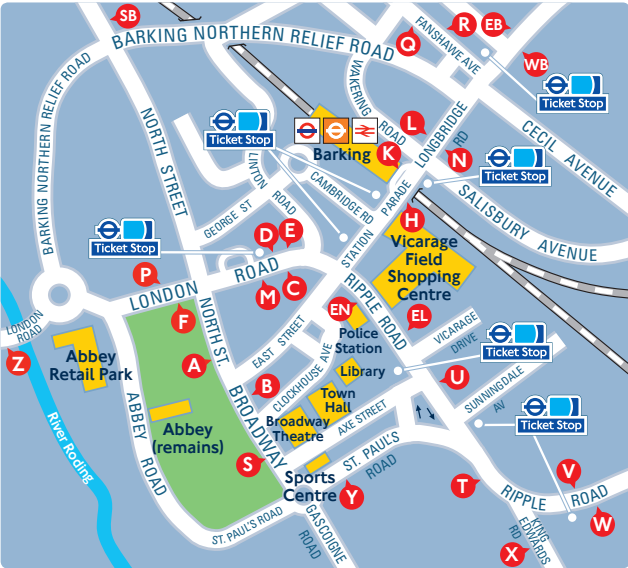 SB
BARKING NORTHERN RELIEF ROAD
R
EB
FANSHAWE AVE
Q
WB
Ticket Stop
BARKING NORTHERN RELIEF ROAD
NORTH STREET
WAKERING ROAD
CECIL AVENUE
Ticket Stop
L
LONGBRIDGE RD
Barking
K
N
Ticket Stop
LINTON ROAD
CAMBRIDGE RD
SALISBURY AVENUE
GEORGE ST
STATION PARADE
H
Vicarage
Field
Shopping
Centre
Ticket Stop
D
E
P
LONDON ROAD
M
C
F
NORTH ST.
RIPPLE ROAD
EN
EL
Police
Station
VICARAGE
DRIVE
Ticket Stop
LONDON
ROAD
Z
Abbey
Retail Park
A
EAST STREET
CLOCKHOUSE AVE
Library
B
BROADWAY
Town
Hall
U
SUNNINGDALE
AV
Ticket Stop
River Roding
ABBEY ROAD
Abbey
(remains)
Broadway
Theatre
AXE STREET
S
ST. PAUL'S
ROAD
Sports
Centre
Y
T
V
RIPPLE ROAD
W
ST. PAUL'S ROAD
GASCOIGNE
ROAD
KING
EDWARDS
RD
X